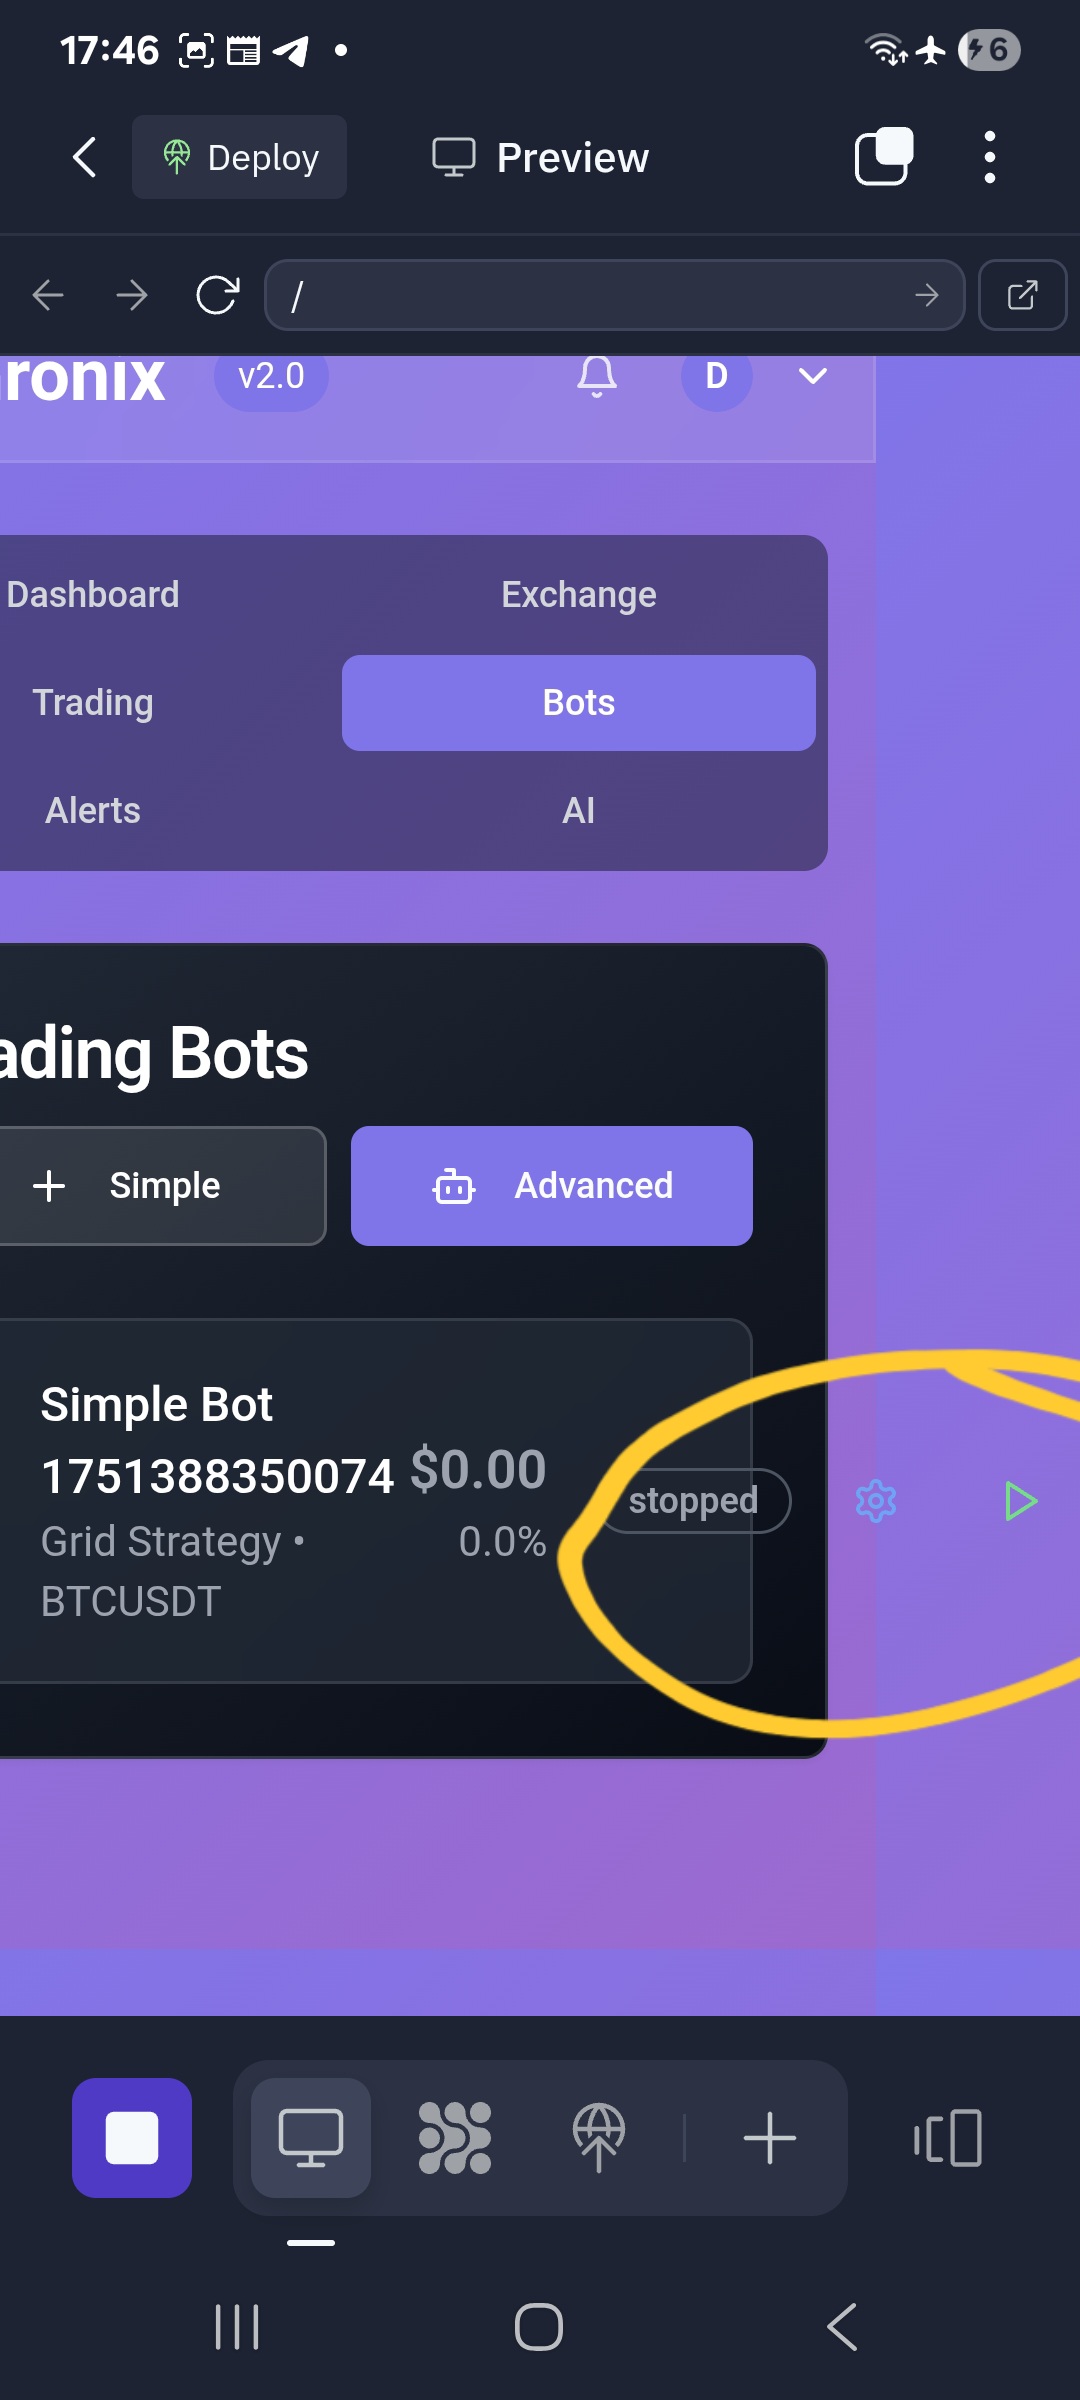 17:46
6
Deploy
Preview
/
ronix
v2.0
D
Dashboard
Exchange
Trading
Bots
Alerts
AI
ading Bots
Simple
Advanced
Simple Bot
1751388350074
$0.00
stopped
Grid Strategy •
0.0%
BTCUSDT